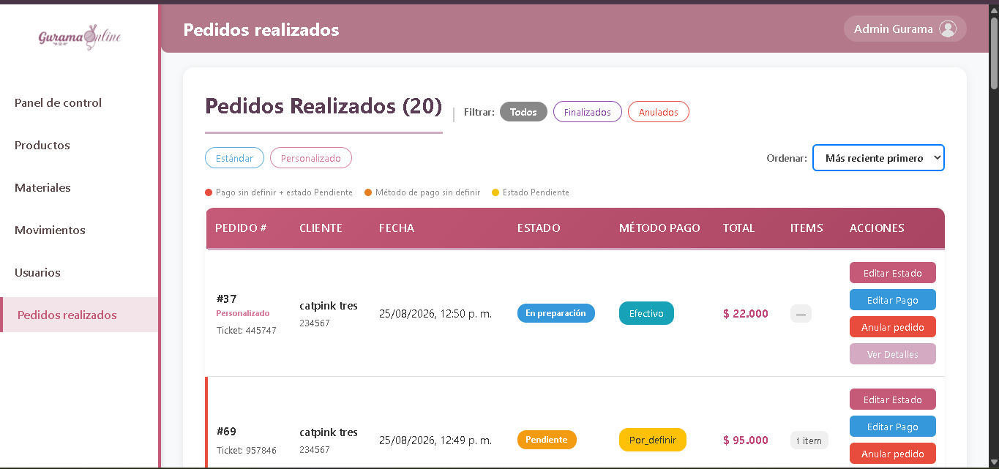 Gurama Online
Pedidos realizados
Admin Gurama
Panel de control
Productos
Materiales
Movimientos
Usuarios
Pedidos realizados
Pedidos Realizados (20)
| Filtrar: Todos Finalizados Anulados
Estándar Personalizado
Ordenar: Más reciente primero
Pago sin definir + estado Pendiente Método de pago sin definir Estado Pendiente
PEDIDO # CLIENTE FECHA ESTADO MÉTODO PAGO TOTAL ITEMS ACCIONES
#37
Personalizado
Ticket: 445747
catpink tres
234567
25/08/2026, 12:50 p. m.
En preparación
Efectivo
$ 22.000
—
Editar Estado
Editar Pago
Anular pedido
Ver Detalles
#69
Ticket: 957846
catpink tres
234567
25/08/2026, 12:49 p. m.
Pendiente
Por_definir
$ 95.000
1 item
Editar Estado
Editar Pago
Anular pedido